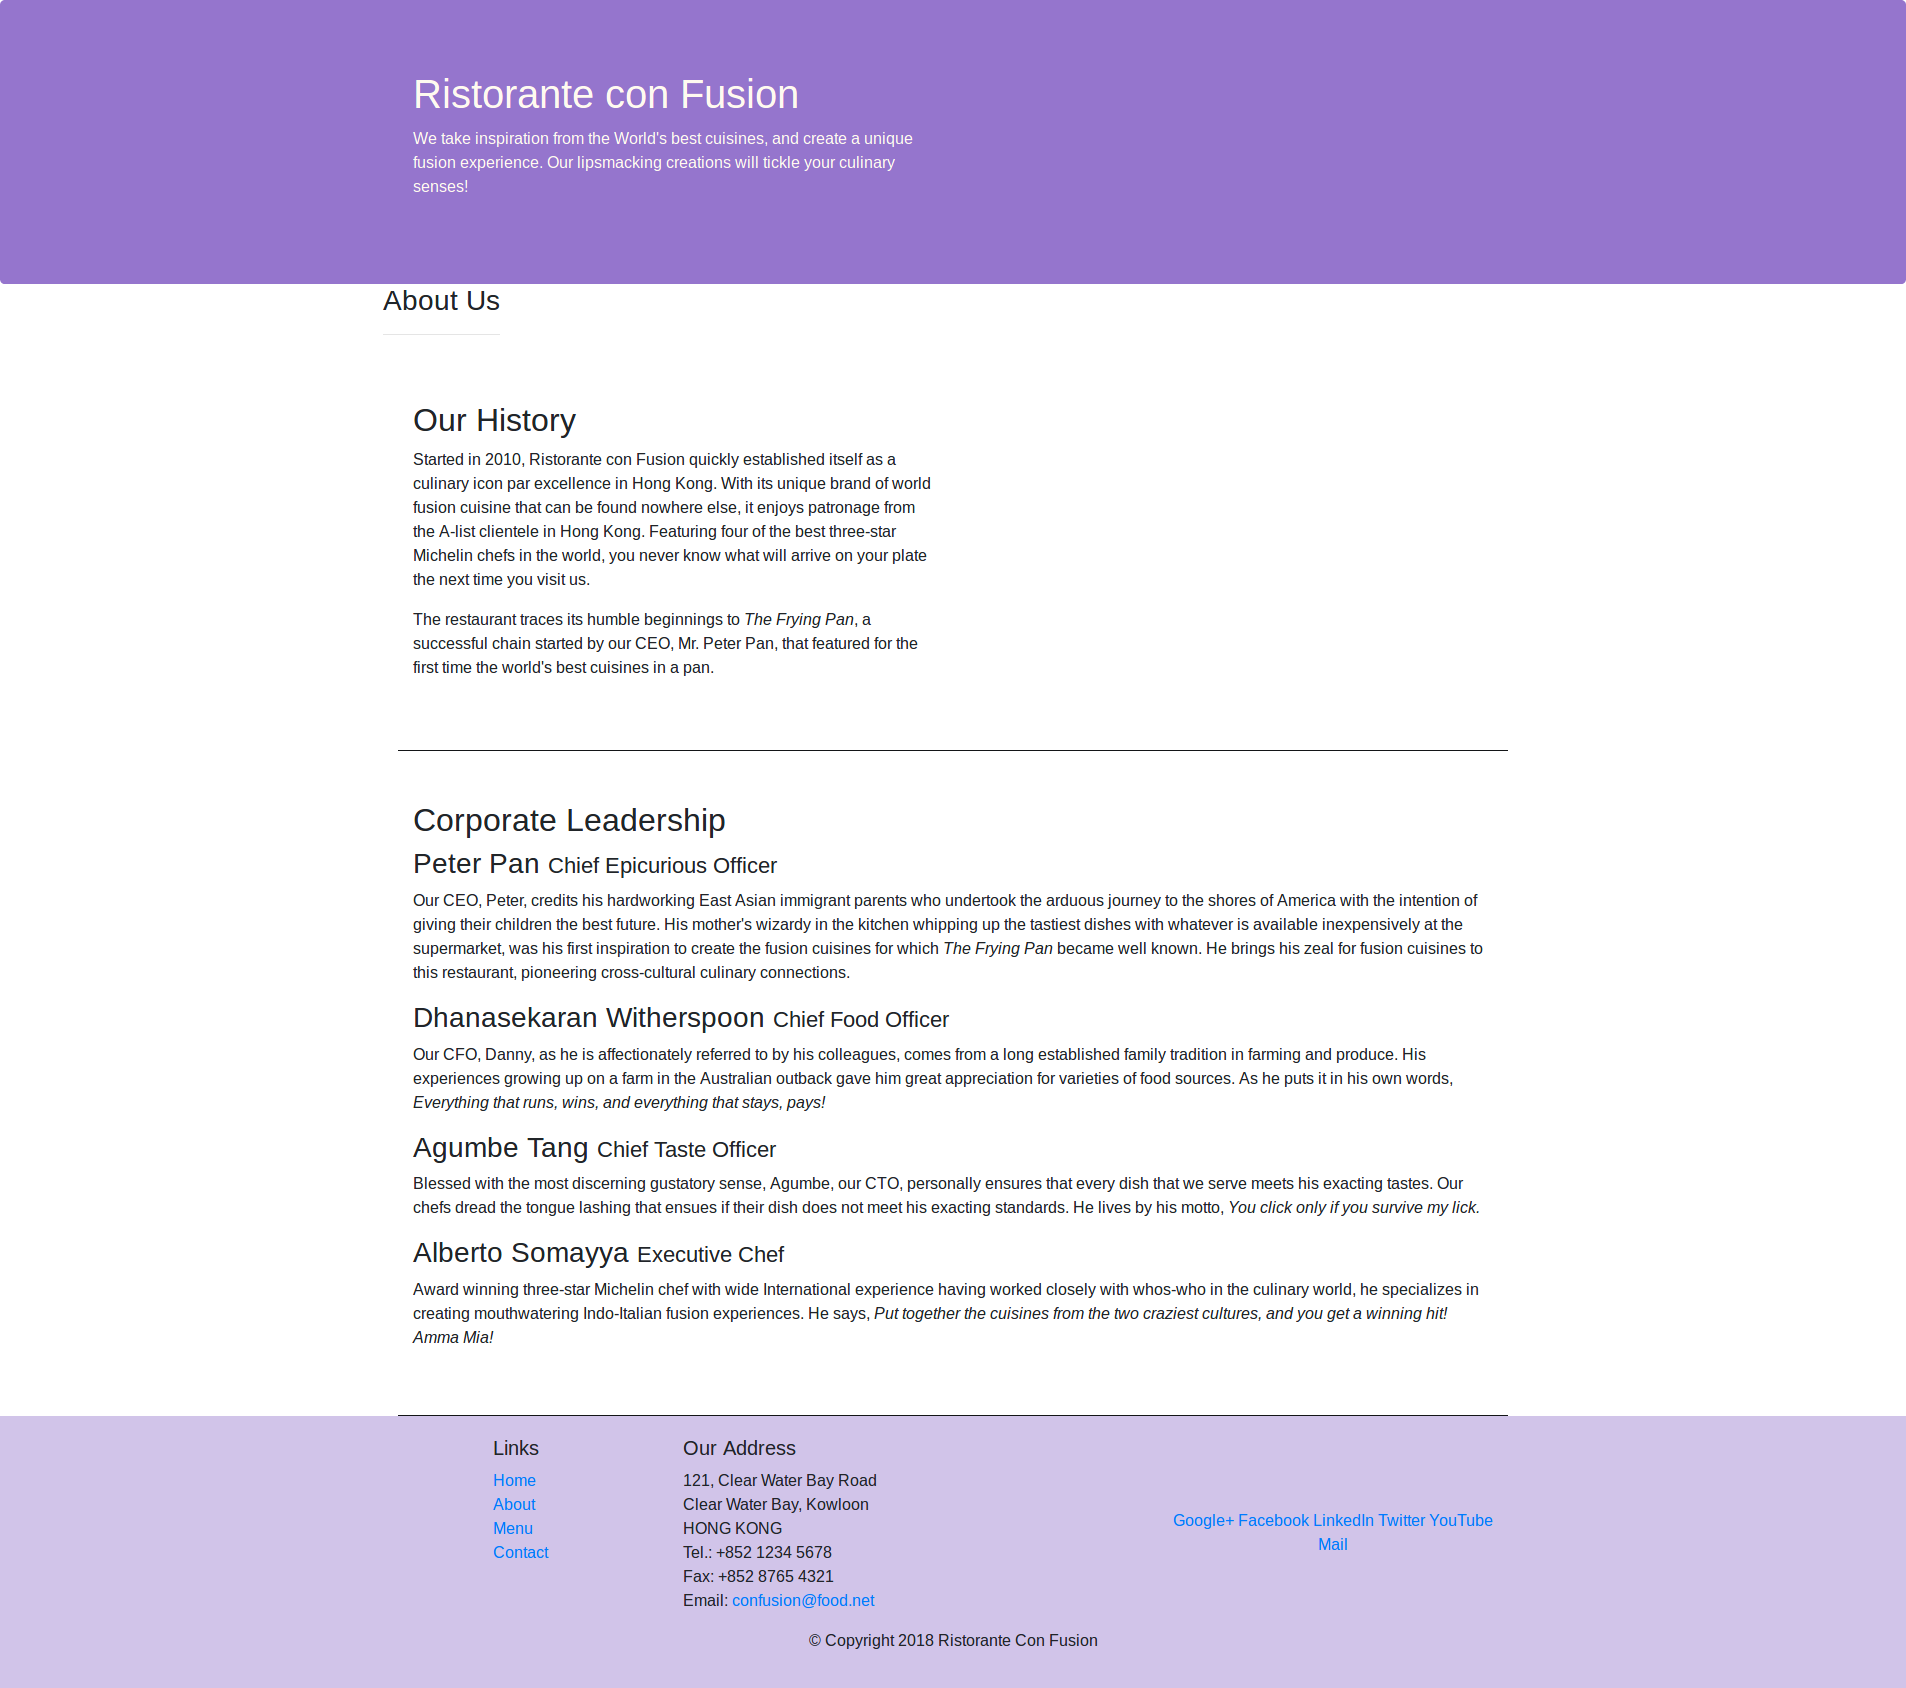 Ristorante con Fusion
We take inspiration from the World's best cuisines, and create a unique
fusion experience. Our lipsmacking creations will tickle your culinary
senses!
About Us
Our History
Started in 2010, Ristorante con Fusion quickly established itself as a
culinary icon par excellence in Hong Kong. With its unique brand of world
fusion cuisine that can be found nowhere else, it enjoys patronage from
the A-list clientele in Hong Kong. Featuring four of the best three-star
Michelin chefs in the world, you never know what will arrive on your plate
the next time you visit us.
The restaurant traces its humble beginnings to The Frying Pan, a
successful chain started by our CEO, Mr. Peter Pan, that featured for the
first time the world's best cuisines in a pan.
Corporate Leadership
Peter Pan Chief Epicurious Officer
Our CEO, Peter, credits his hardworking East Asian immigrant parents who undertook the arduous journey to the shores of America with the intention of
giving their children the best future. His mother's wizardy in the kitchen whipping up the tastiest dishes with whatever is available inexpensively at the
supermarket, was his first inspiration to create the fusion cuisines for which The Frying Pan became well known. He brings his zeal for fusion cuisines to
this restaurant, pioneering cross-cultural culinary connections.
Dhanasekaran Witherspoon Chief Food Officer
Our CFO, Danny, as he is affectionately referred to by his colleagues, comes from a long established family tradition in farming and produce. His
experiences growing up on a farm in the Australian outback gave him great appreciation for varieties of food sources. As he puts it in his own words,
Everything that runs, wins, and everything that stays, pays!
Agumbe Tang Chief Taste Officer
Blessed with the most discerning gustatory sense, Agumbe, our CTO, personally ensures that every dish that we serve meets his exacting tastes. Our
chefs dread the tongue lashing that ensues if their dish does not meet his exacting standards. He lives by his motto, You click only if you survive my lick.
Alberto Somayya Executive Chef
Award winning three-star Michelin chef with wide International experience having worked closely with whos-who in the culinary world, he specializes in
creating mouthwatering Indo-Italian fusion experiences. He says, Put together the cuisines from the two craziest cultures, and you get a winning hit!
Amma Mia!
Links
Home
About
Menu
Contact
Our Address
121, Clear Water Bay Road
Clear Water Bay, Kowloon
HONG KONG
Tel.: +852 1234 5678
Fax: +852 8765 4321
Email: confusion@food.net
Google+ Facebook LinkedIn Twitter YouTube
Mail
© Copyright 2018 Ristorante Con Fusion